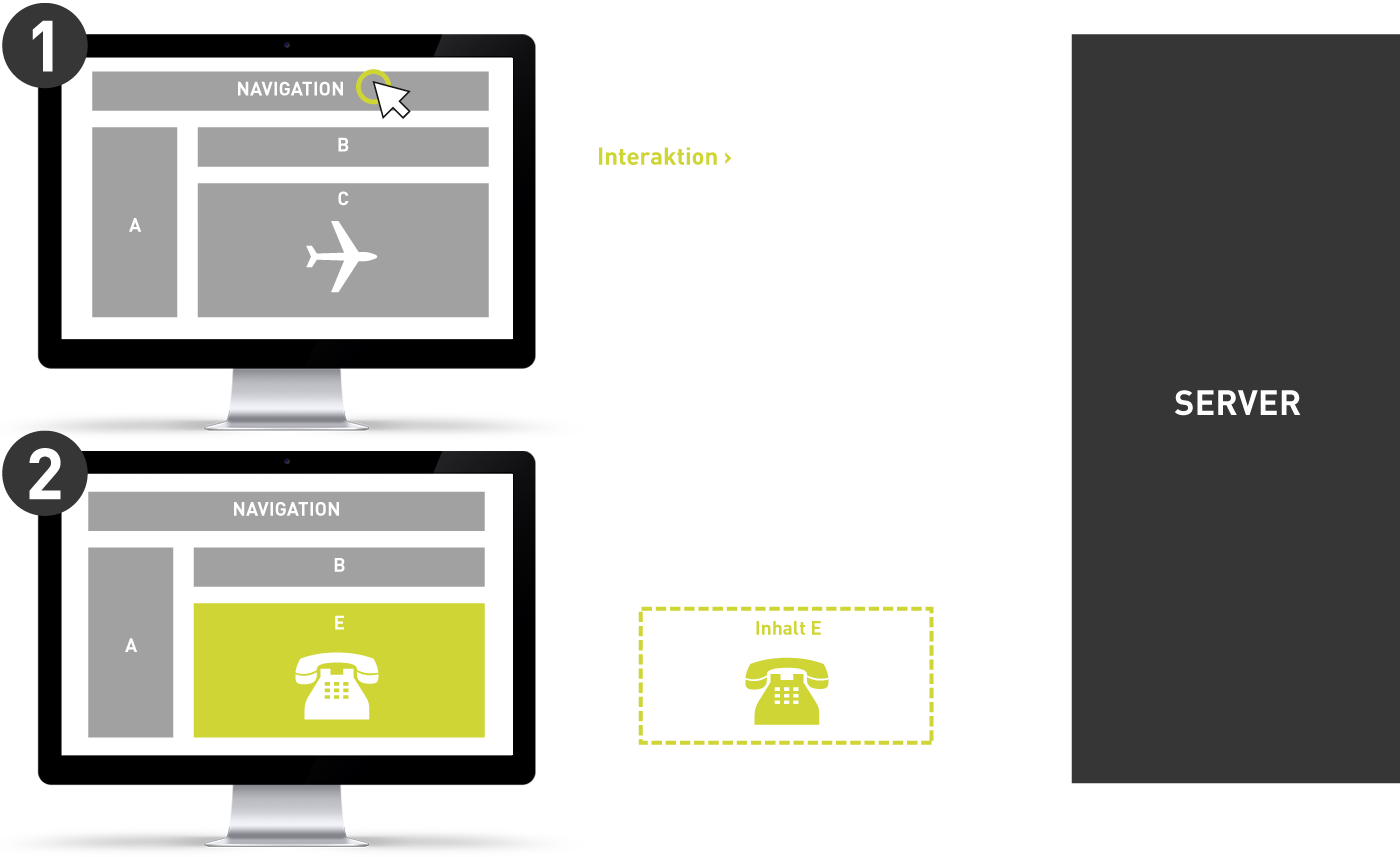 1
NAVIGATION
B
Interaktion ›
C
A
SERVER
2
NAVIGATION
B
E
Inhalt E
A